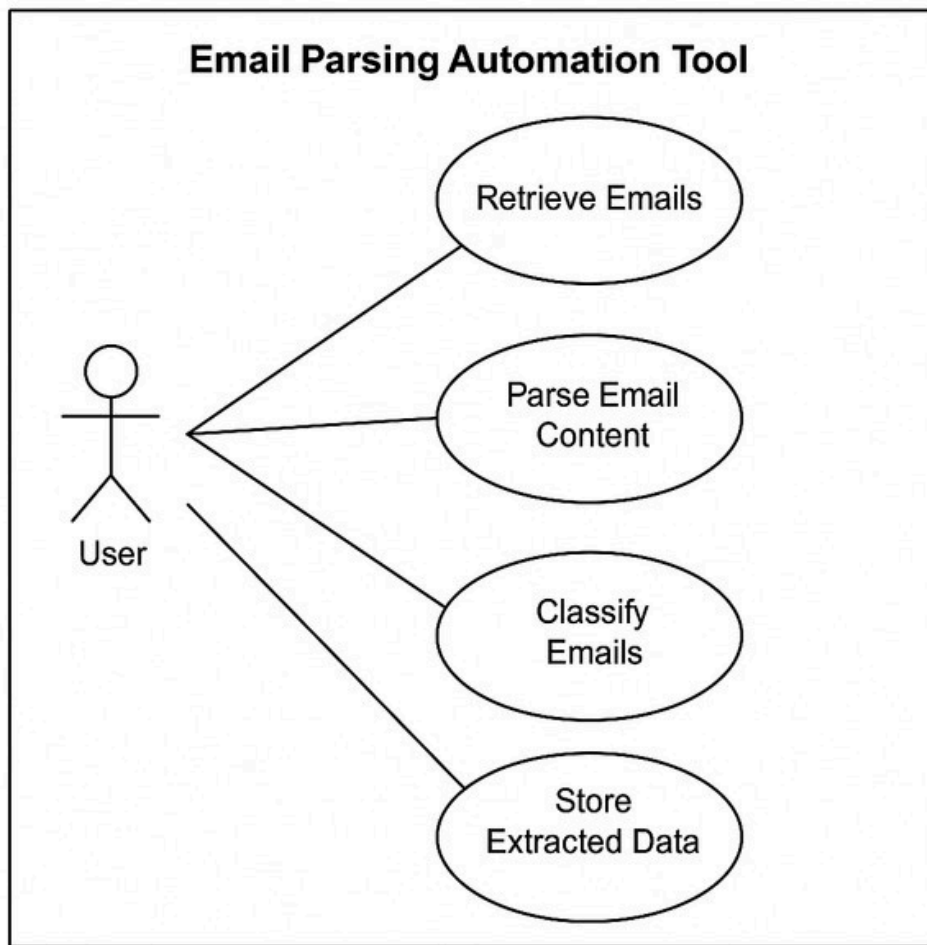 Email Parsing Automation Tool
Retrieve Emails
Parse Email
Content
User
Classify
Emails
Store
Extracted Data